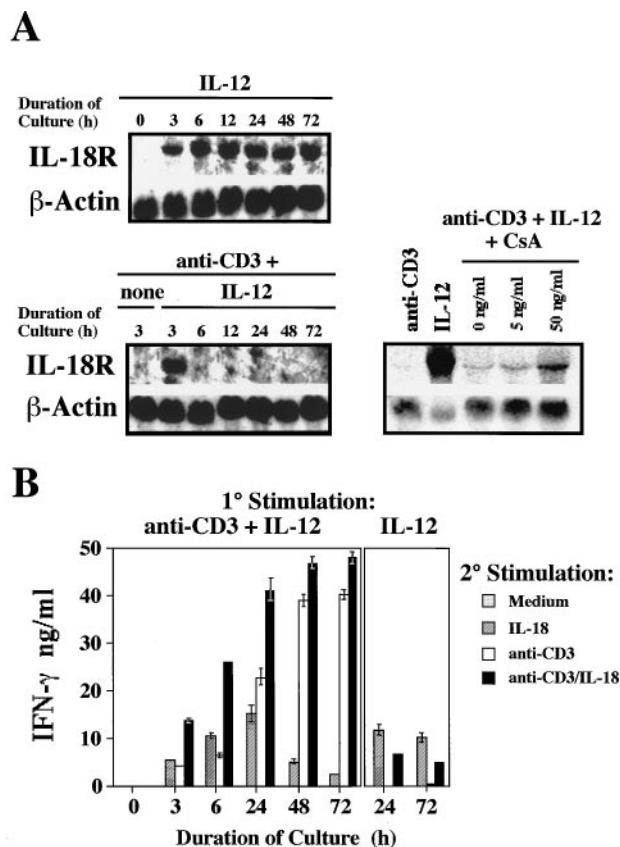 A
IL-12
Duration of
Culture (h)
0 3 6 12 24 48 72
IL-18R
β-Actin
anti-CD3 +
none IL-12
Duration of
Culture (h)
3 3 6 12 24 48 72
IL-18R
β-Actin
anti-CD3 + IL-12
+ CsA
anti-CD3
IL-12
0 ng/ml
5 ng/ml
50 ng/ml
B
1° Stimulation:
anti-CD3 + IL-12 IL-12
50
40
30
20
10
0
IFN-γ ng/ml
0 3 6 24 48 72 24 72
Duration of Culture (h)
2° Stimulation:
Medium
IL-18
anti-CD3
anti-CD3/IL-18